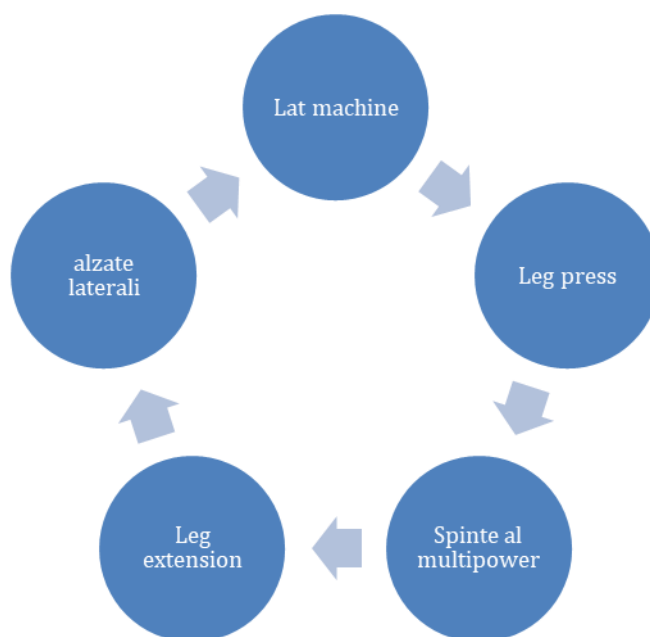 Lat machine
Leg press
Spinte al
multipower
Leg
extension
alzate
laterali